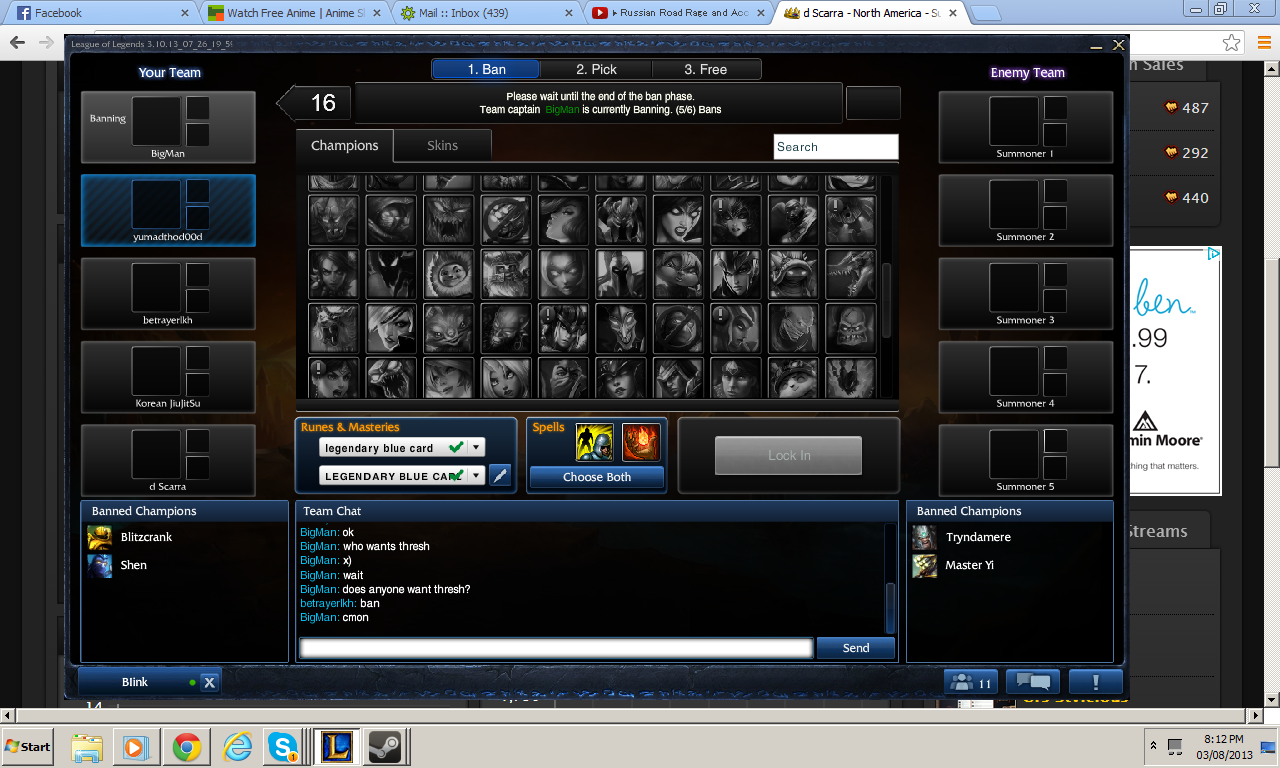 Facebook
Watch Free Anime | Anime S
Mail :: Inbox (439)
Russian Road Rage and Acc
d Scarra - North America - Su
League of Legends 3.10.13_07_26_19_5
Your Team
1. Ban
2. Pick
3. Free
Enemy Team
16
Please wait until the end of the ban phase.
Team captain BigMan is currently Banning. (5/6) Bans
Banning
BigMan
yumadthod00d
betrayerlkh
Korean JiuJitSu
d Scarra
Champions
Skins
Search
Summoner 1
Summoner 2
Summoner 3
Summoner 4
Summoner 5
Runes & Masteries
legendary blue card
LEGENDARY BLUE CAR
Spells
Choose Both
Lock In
Banned Champions
Blitzcrank
Shen
Team Chat
BigMan: ok
BigMan: who wants thresh
BigMan: x)
BigMan: wait
BigMan: does anyone want thresh?
betrayerlkh: ban
BigMan: cmon
Send
Banned Champions
Tryndamere
Master Yi
Blink
X
11
!
Sales
487
292
440
ben
.99
7.
min Moore
hing that matters.
Streams
14
Start
8:12 PM
03/08/2013